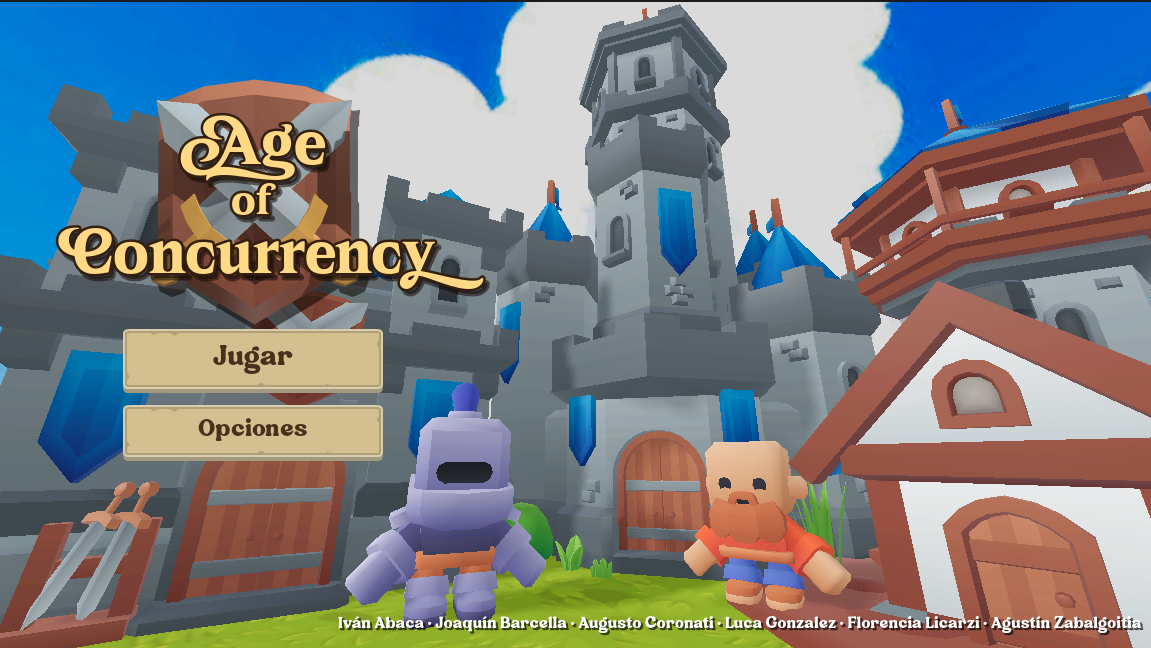 Age
of
Concurrency
Jugar
Opciones
Iván Abaca · Joaquín Barcella · Augusto Coronati · Luca Gonzalez · Florencia Licarzi · Agustín Zabalgoitia